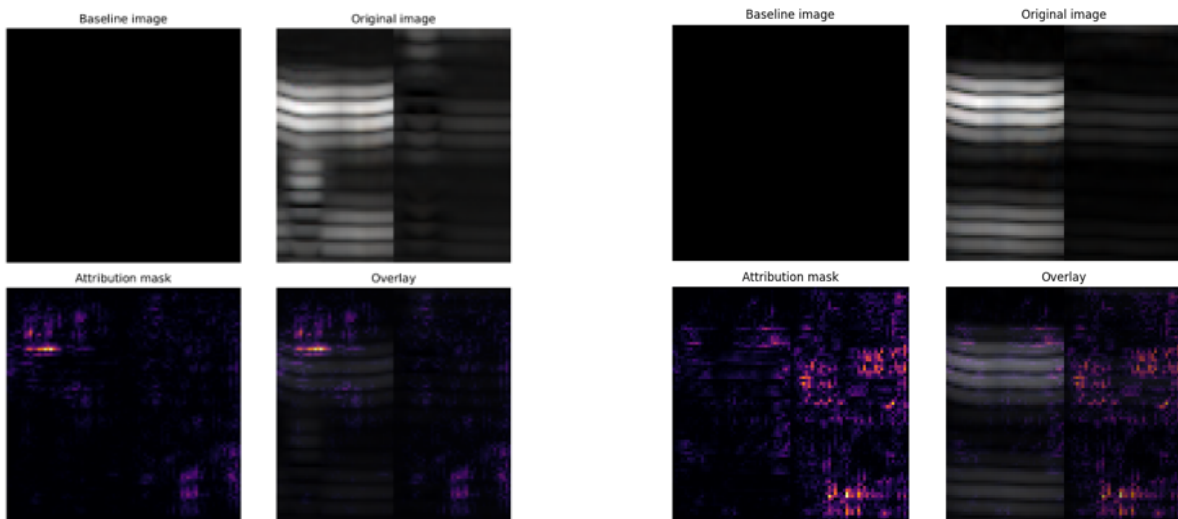 Baseline image
Original image
Baseline image
Original image
Attribution mask
Overlay
Attribution mask
Overlay